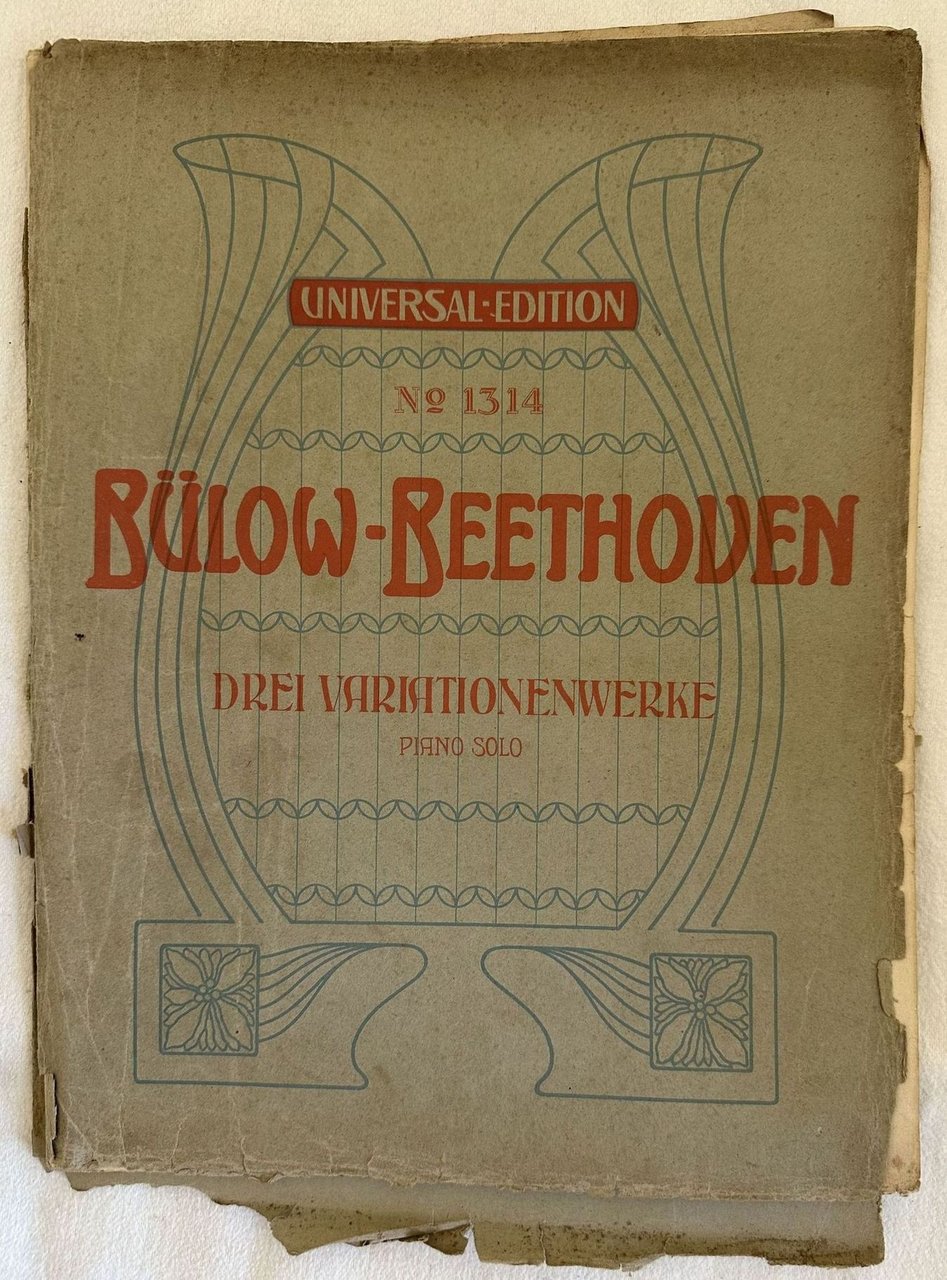 UNIVERSAL-EDITION
No 1314
BÜLOW-BEETHOVEN
DREI VARIATIONENWERKE
PIANO SOLO